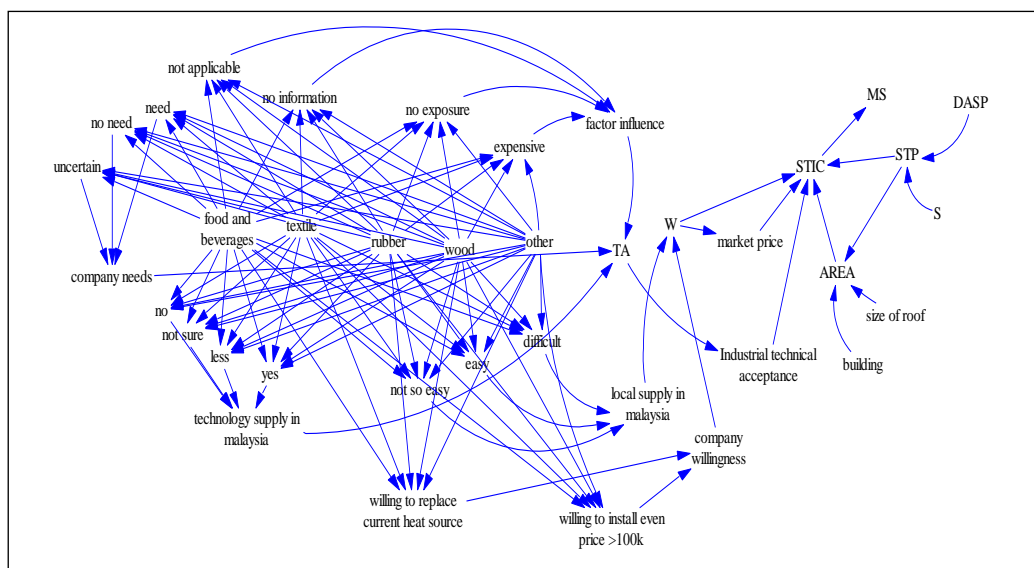 MS
DASP
not applicable
no information
need
no exposure
factor influence
no need
expensive
STP
STIC
uncertain
food and
beverages
textile
rubber
wood
other
S
W
market price
TA
company needs
AREA
size of roof
no
not sure
less
yes
difficult
easy
not so easy
Industrial technical
acceptance
building
local supply in
malaysia
technology supply in
malaysia
company
willingness
willing to replace
current heat source
willing to install even
price >100k